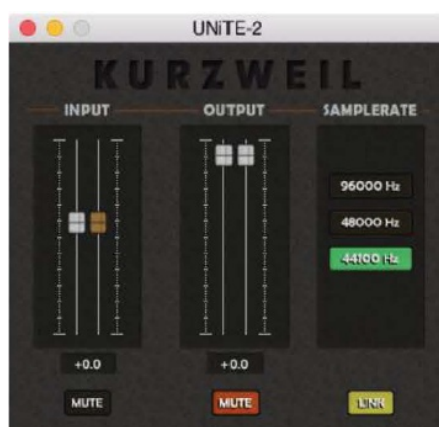 UNiTE-2
KURZWEIL
INPUT OUTPUT SAMPLERATE
96000 Hz
48000 Hz
44100 Hz
+0.0 +0.0
MUTE MUTE LINK